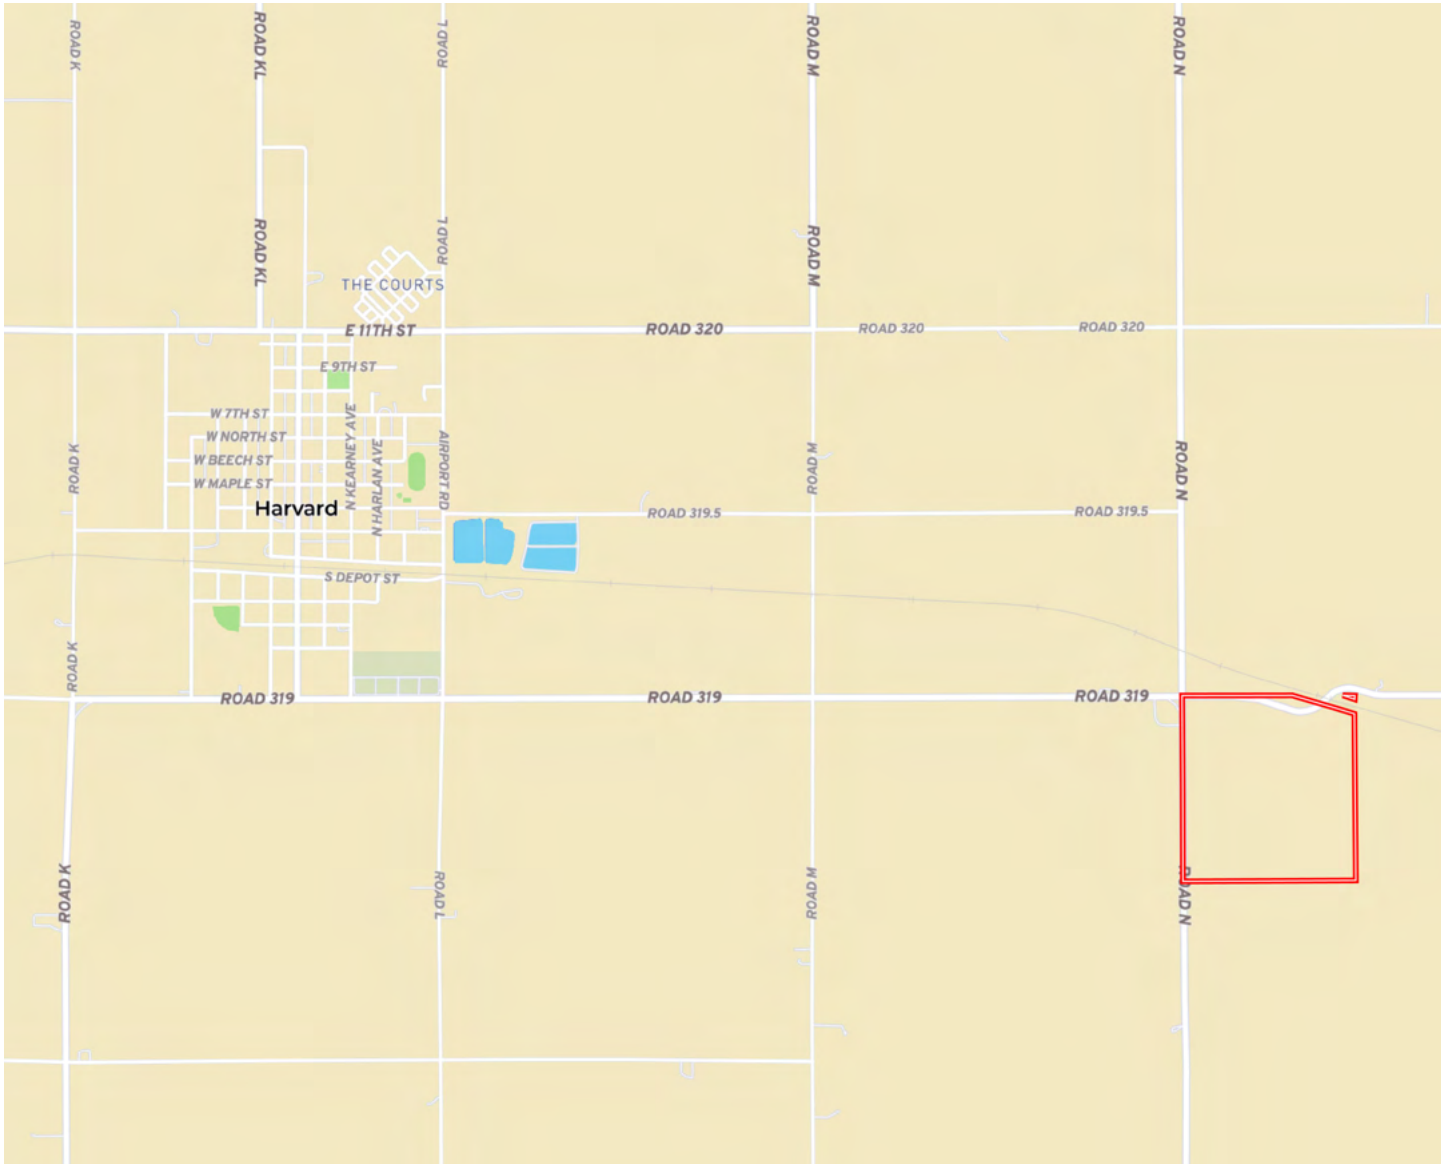 ROAD K
ROAD KL
ROAD L
ROAD M
ROAD N
ROAD KL
ROAD L
ROAD M
THE COURTS
E 11TH ST
ROAD 320
ROAD 320
ROAD 320
E 9TH ST
W 7TH ST
N KEARNEY AVE
W NORTH ST
N HARLAN AVE
AIRPORT RD
ROAD K
ROAD M
ROAD N
W BEECH ST
W MAPLE ST
Harvard
ROAD 319.5
ROAD 319.5
S DEPOT ST
ROAD K
ROAD 319
ROAD 319
ROAD 319
ROAD K
ROAD L
ROAD M
ROAD N